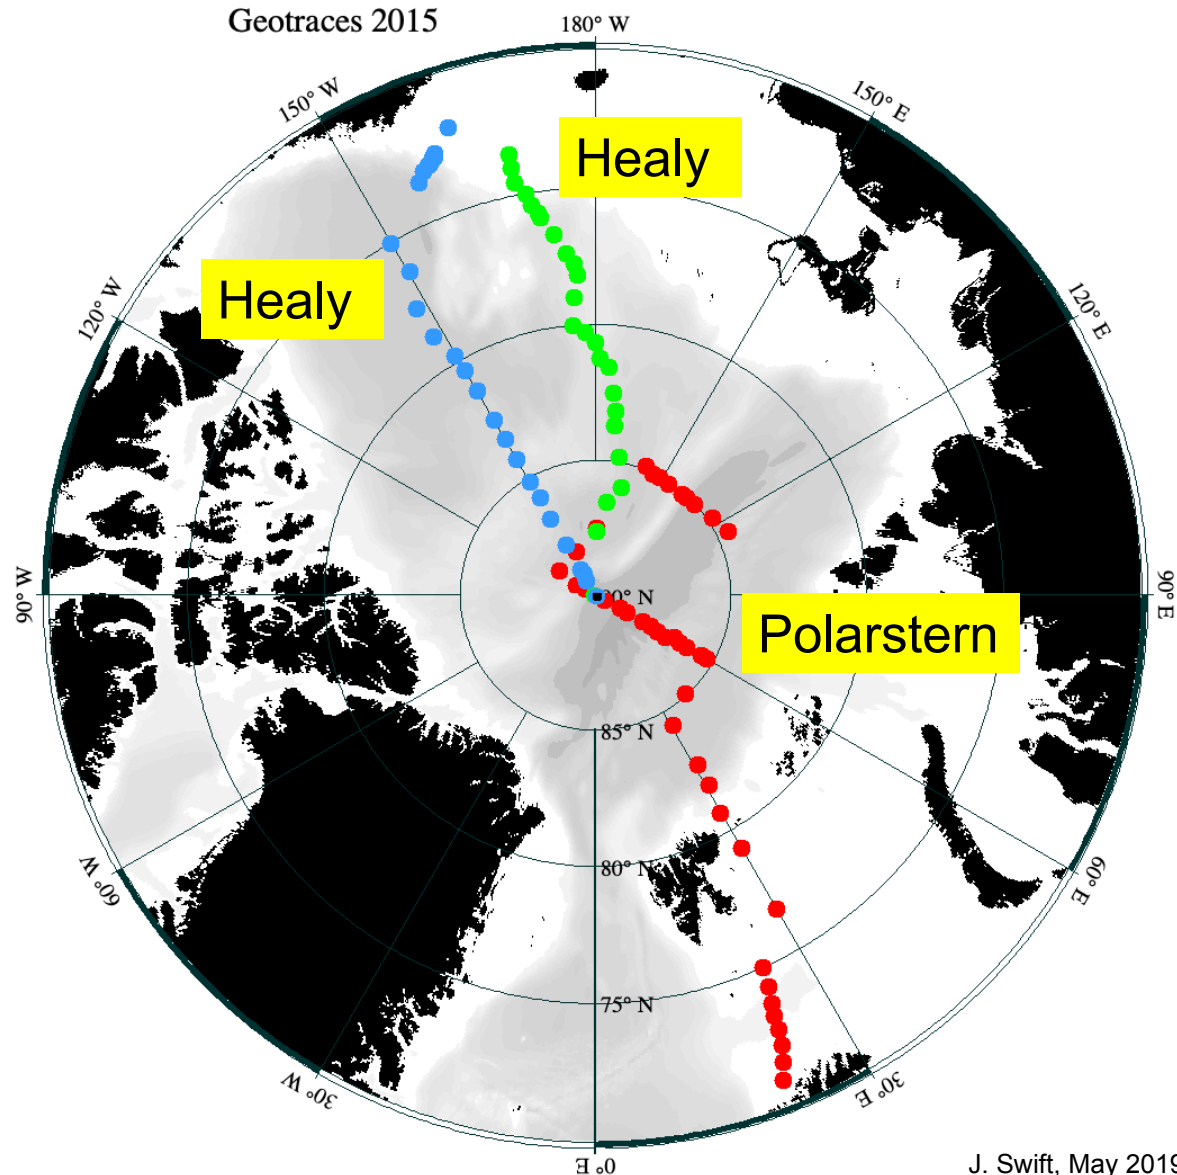 Geotraces 2015
180° W
150° W
150° E
Healy
Healy
120° W
120° E
90° W
90° N
90° E
Polarstern
85° N
80° N
60° W
60° E
75° N
30° W
30° E
0° E
J. Swift, May 2019